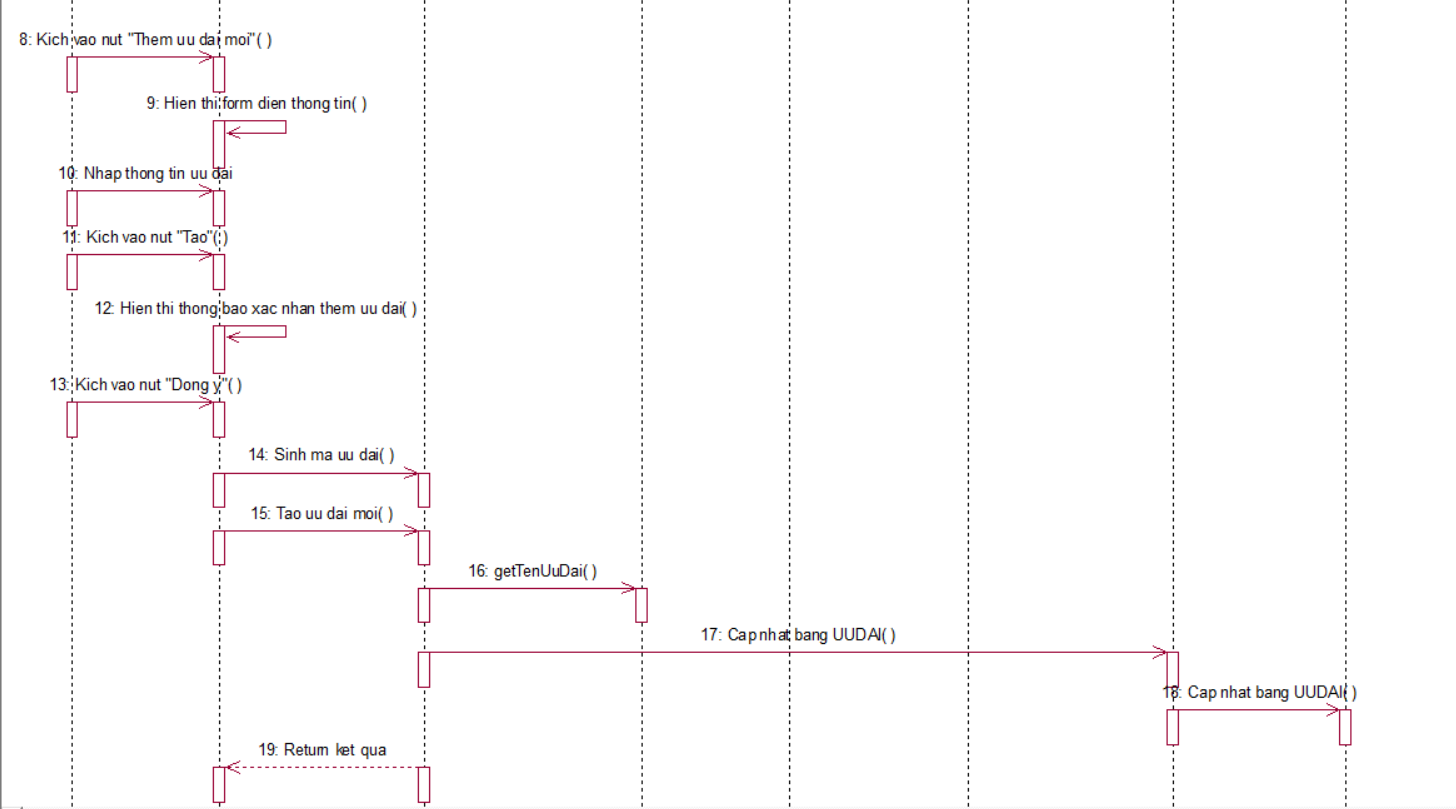 8: Kich vao nut "Them uu dai moi"( )
9: Hien thi form dien thong tin( )
10: Nhap thong tin uu dai
11: Kich vao nut "Tao"( )
12: Hien thi thong bao xac nhan them uu dai( )
13: Kich vao nut "Dong y"( )
14: Sinh ma uu dai( )
15: Tao uu dai moi( )
16: getTenUuDai( )
17: Cap nhat bang UUDAI( )
18: Cap nhat bang UUDAI( )
19: Return ket qua